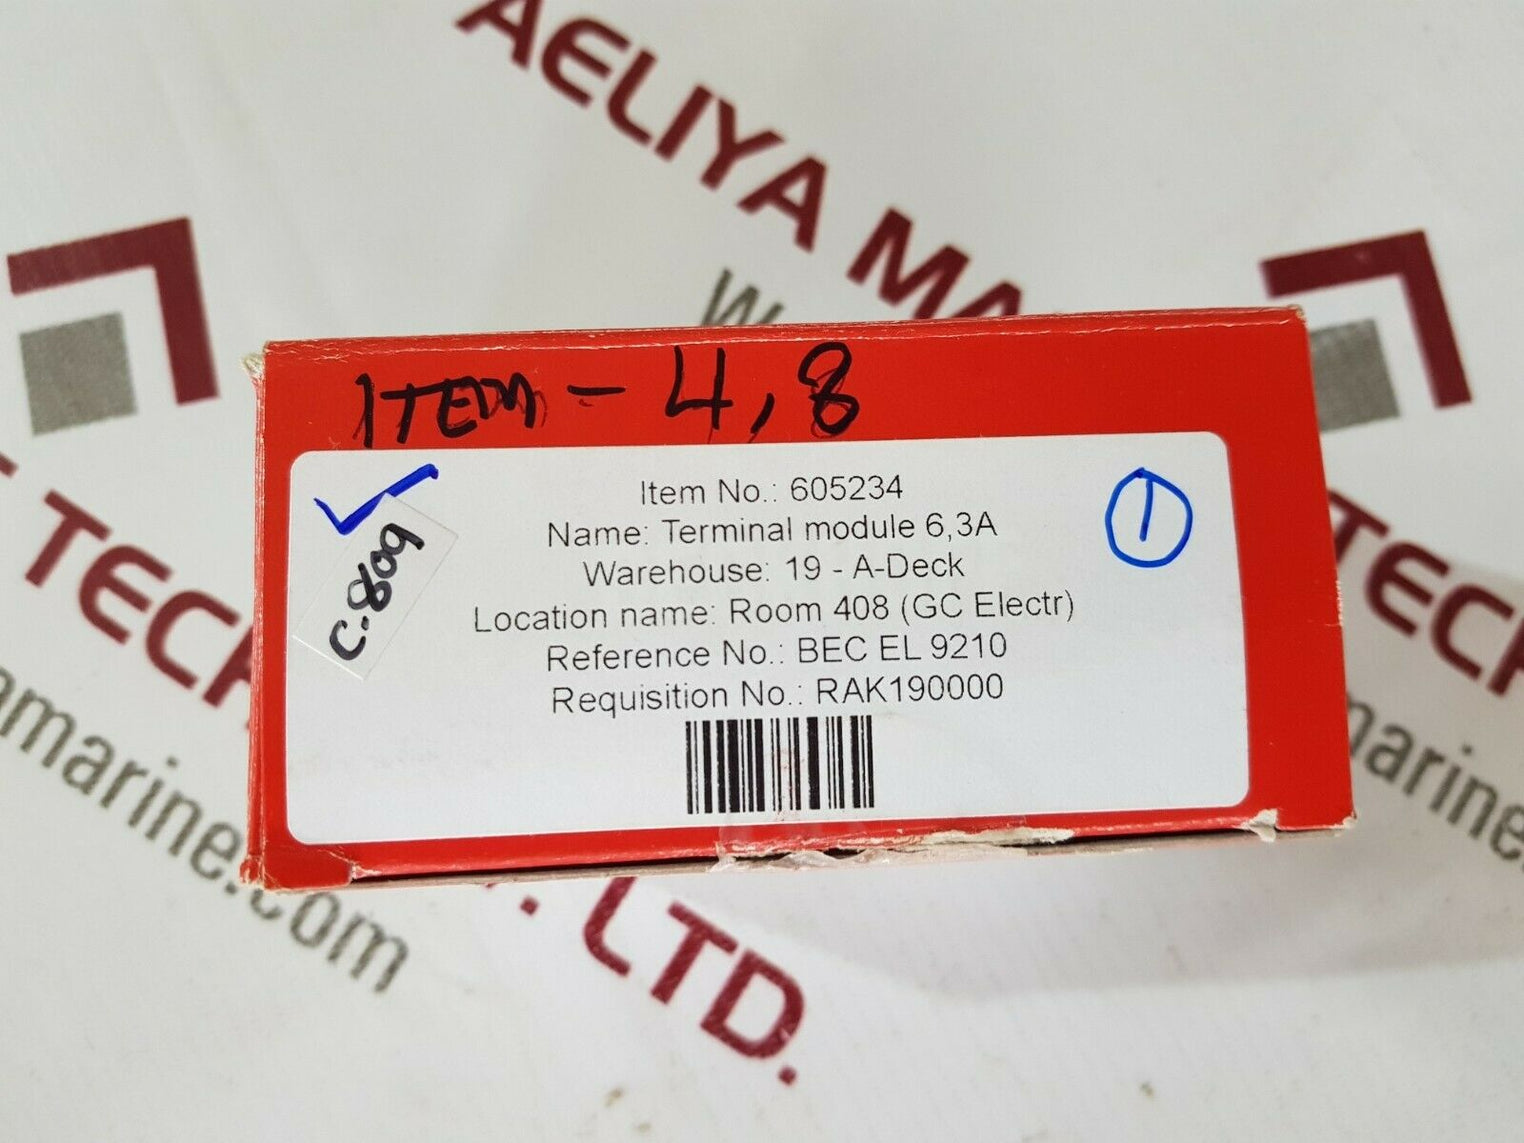 AELIYA MA
W
ITEM - 4,8
Item No.: 605234
Name: Terminal module 6,3A
Warehouse: 19 - A-Deck
Location name: Room 408 (GC Electr)
Reference No.: BEC EL 9210
Requisition No.: RAK190000
C.809
1
TECH
TECH
amarine.com
marine.
. LTD.